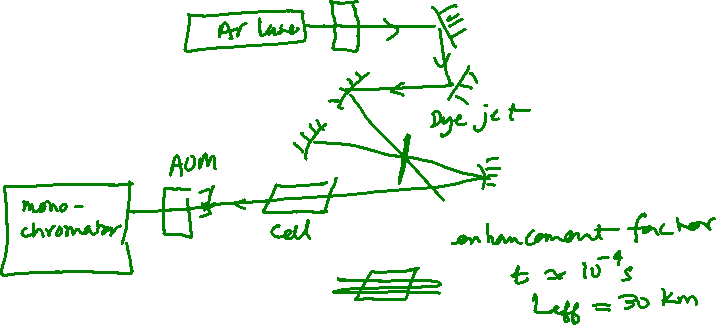 Ar laser
Dye jet
AOM
mono-
chromator
cell
enhancement factor
t ≃ 10⁻⁴ s
Leff = 30 km